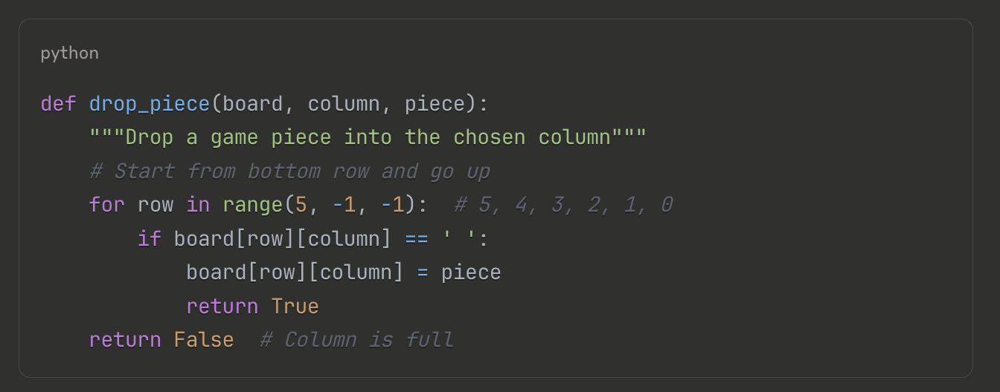 python
def drop_piece(board, column, piece):
    """Drop a game piece into the chosen column"""
    # Start from bottom row and go up
    for row in range(5, -1, -1):  # 5, 4, 3, 2, 1, 0
        if board[row][column] == ' ':
            board[row][column] = piece
            return True
    return False  # Column is full